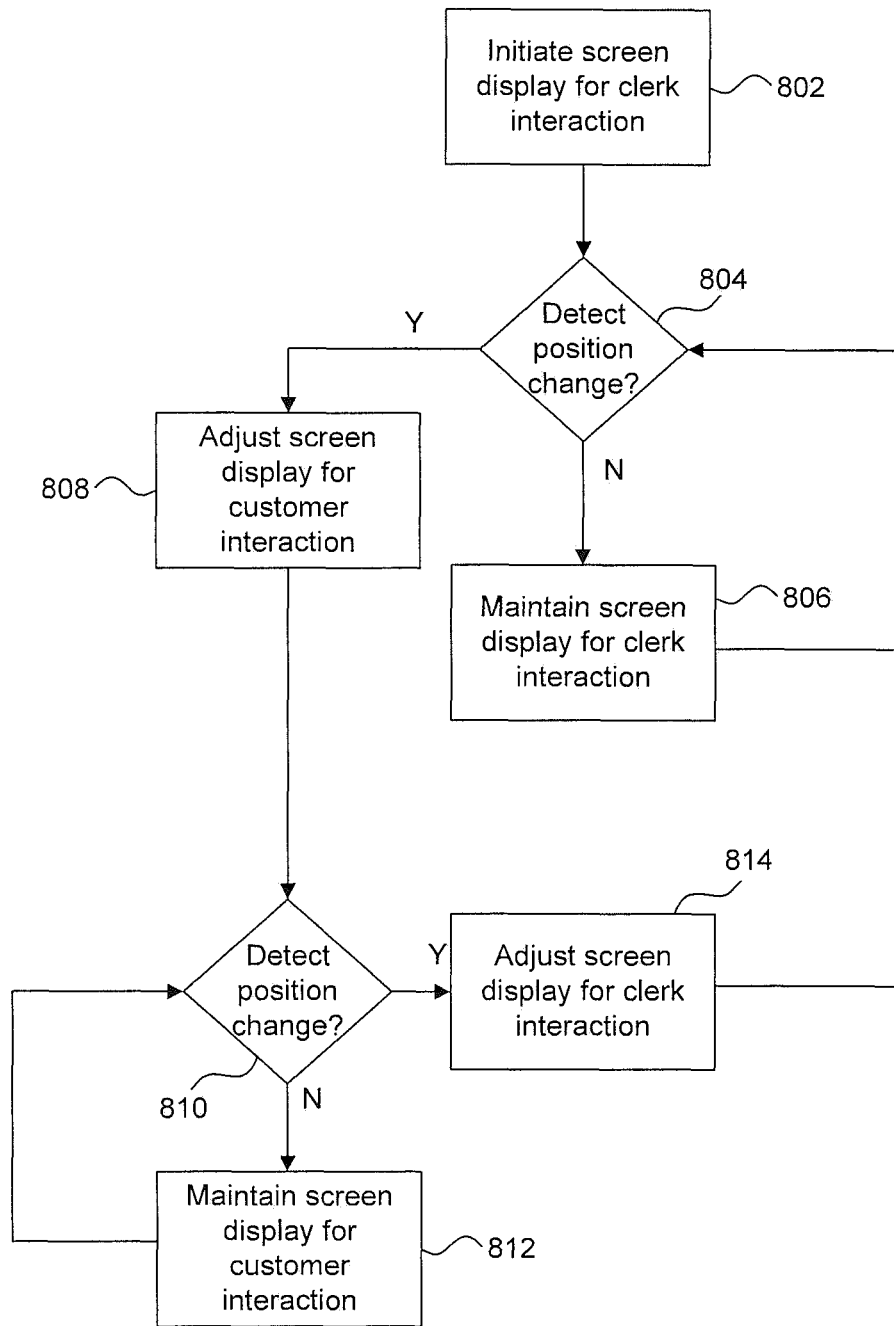 Initiate screen
display for clerk
interaction
802
804
Detect
position
change?
Y
N
Adjust screen
display for
customer
interaction
808
Maintain screen
display for clerk
interaction
806
814
Detect
position
change?
Y
Adjust screen
display for clerk
interaction
810
N
Maintain screen
display for
customer
interaction
812